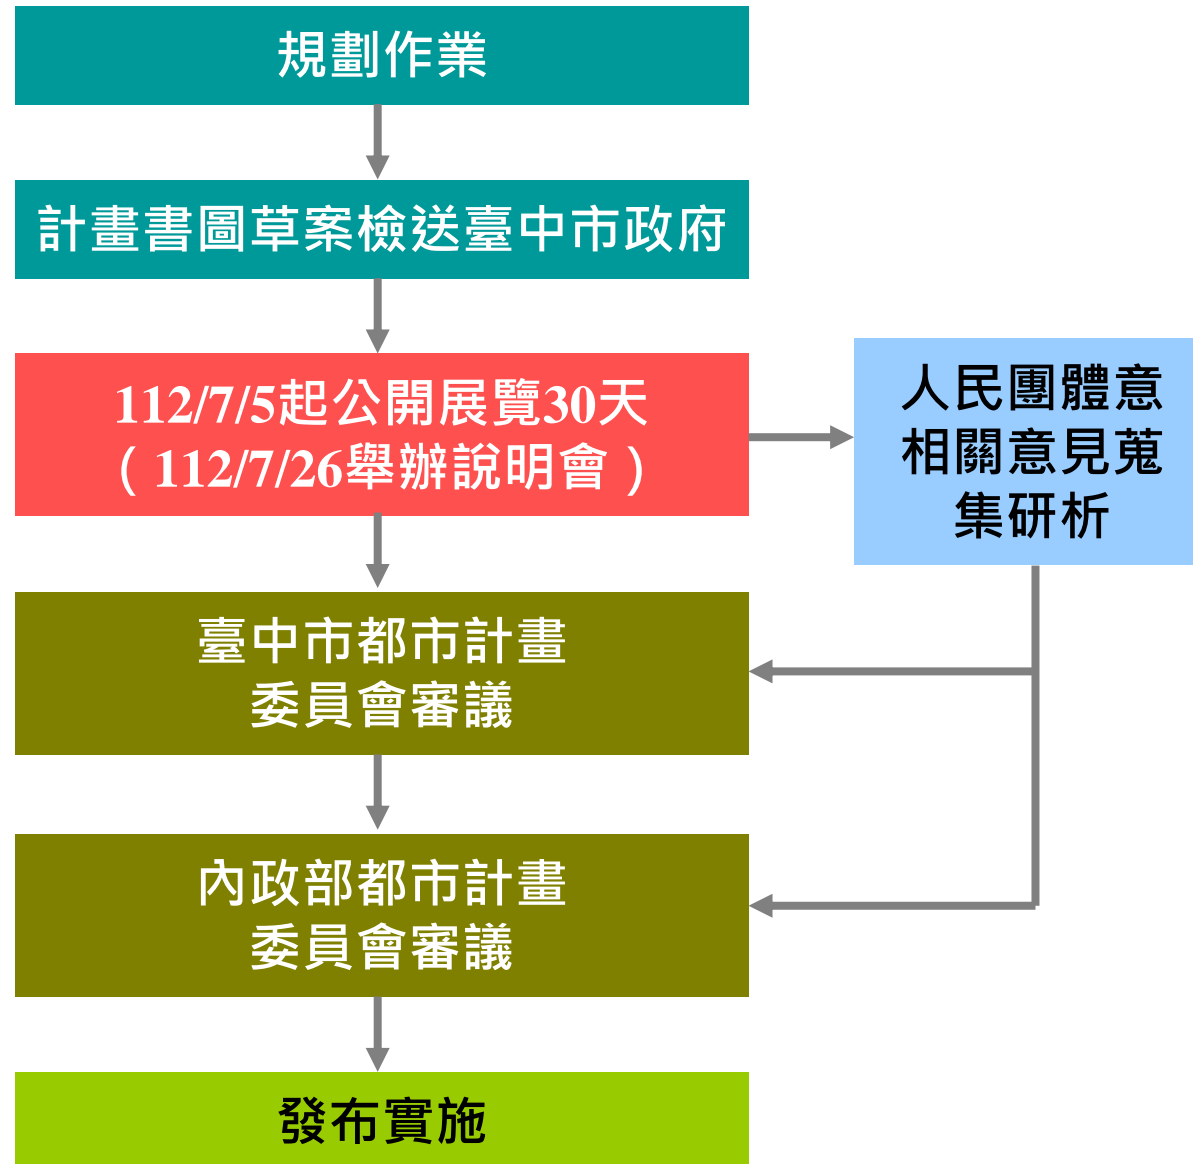 規劃作業
計畫書圖草案檢送臺中市政府
112/7/5起公開展覽30天
（112/7/26舉辦說明會）
人民團體意
相關意見蒐
集研析
臺中市都市計畫
委員會審議
內政部都市計畫
委員會審議
發布實施